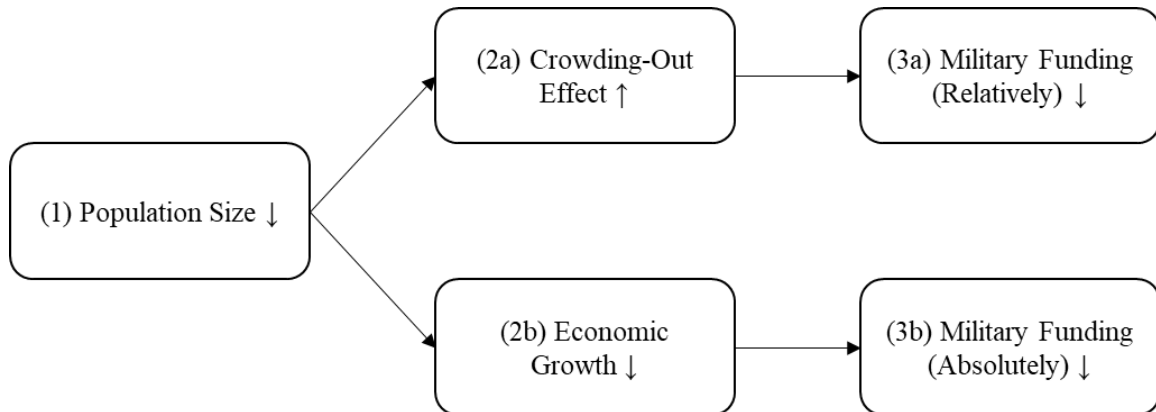 (1) Population Size ↓
(2a) Crowding-Out
Effect ↑
(3a) Military Funding
(Relatively) ↓
(2b) Economic
Growth ↓
(3b) Military Funding
(Absolutely) ↓